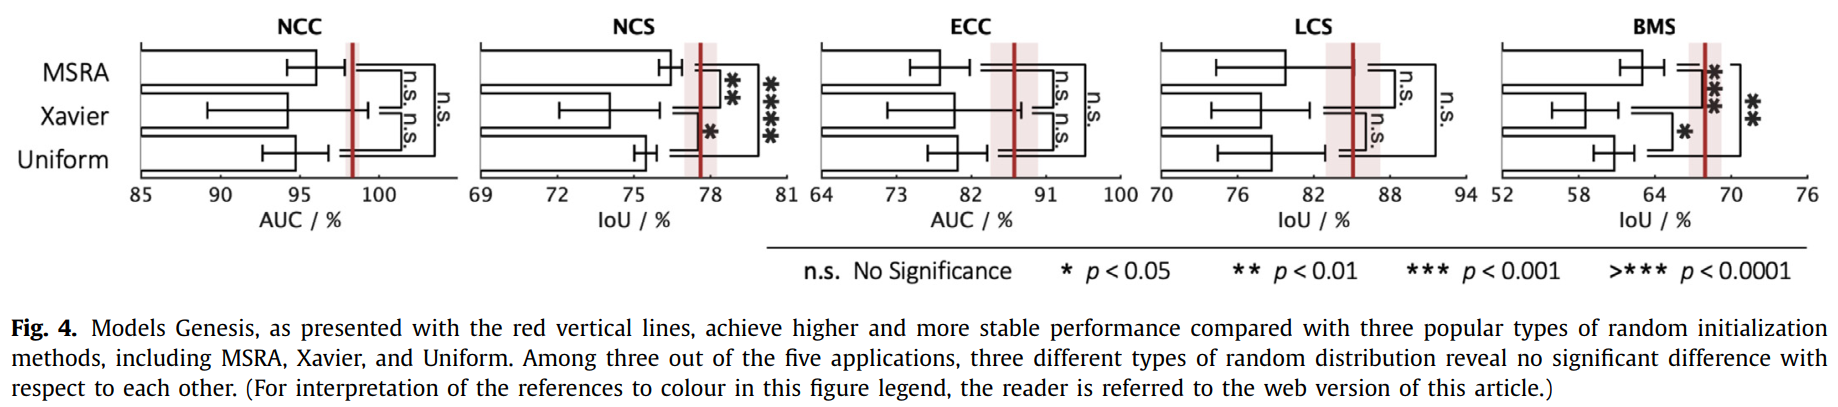 NCC NCS ECC LCS BMS
MSRA
Xavier
Uniform
n.s. n.s. n.s.
** * ****
n.s. n.s. n.s.
n.s. n.s. n.s.
*** * **
85 90 95 100 69 72 75 78 81 64 73 82 91 100 70 76 82 88 94 52 58 64 70 76
AUC / % IoU / % AUC / % IoU / % IoU / %
n.s. No Significance * p < 0.05 ** p < 0.01 *** p < 0.001 >*** p < 0.0001
Fig. 4. Models Genesis, as presented with the red vertical lines, achieve higher and more stable performance compared with three popular types of random initialization
methods, including MSRA, Xavier, and Uniform. Among three out of the five applications, three different types of random distribution reveal no significant difference with
respect to each other. (For interpretation of the references to colour in this figure legend, the reader is referred to the web version of this article.)